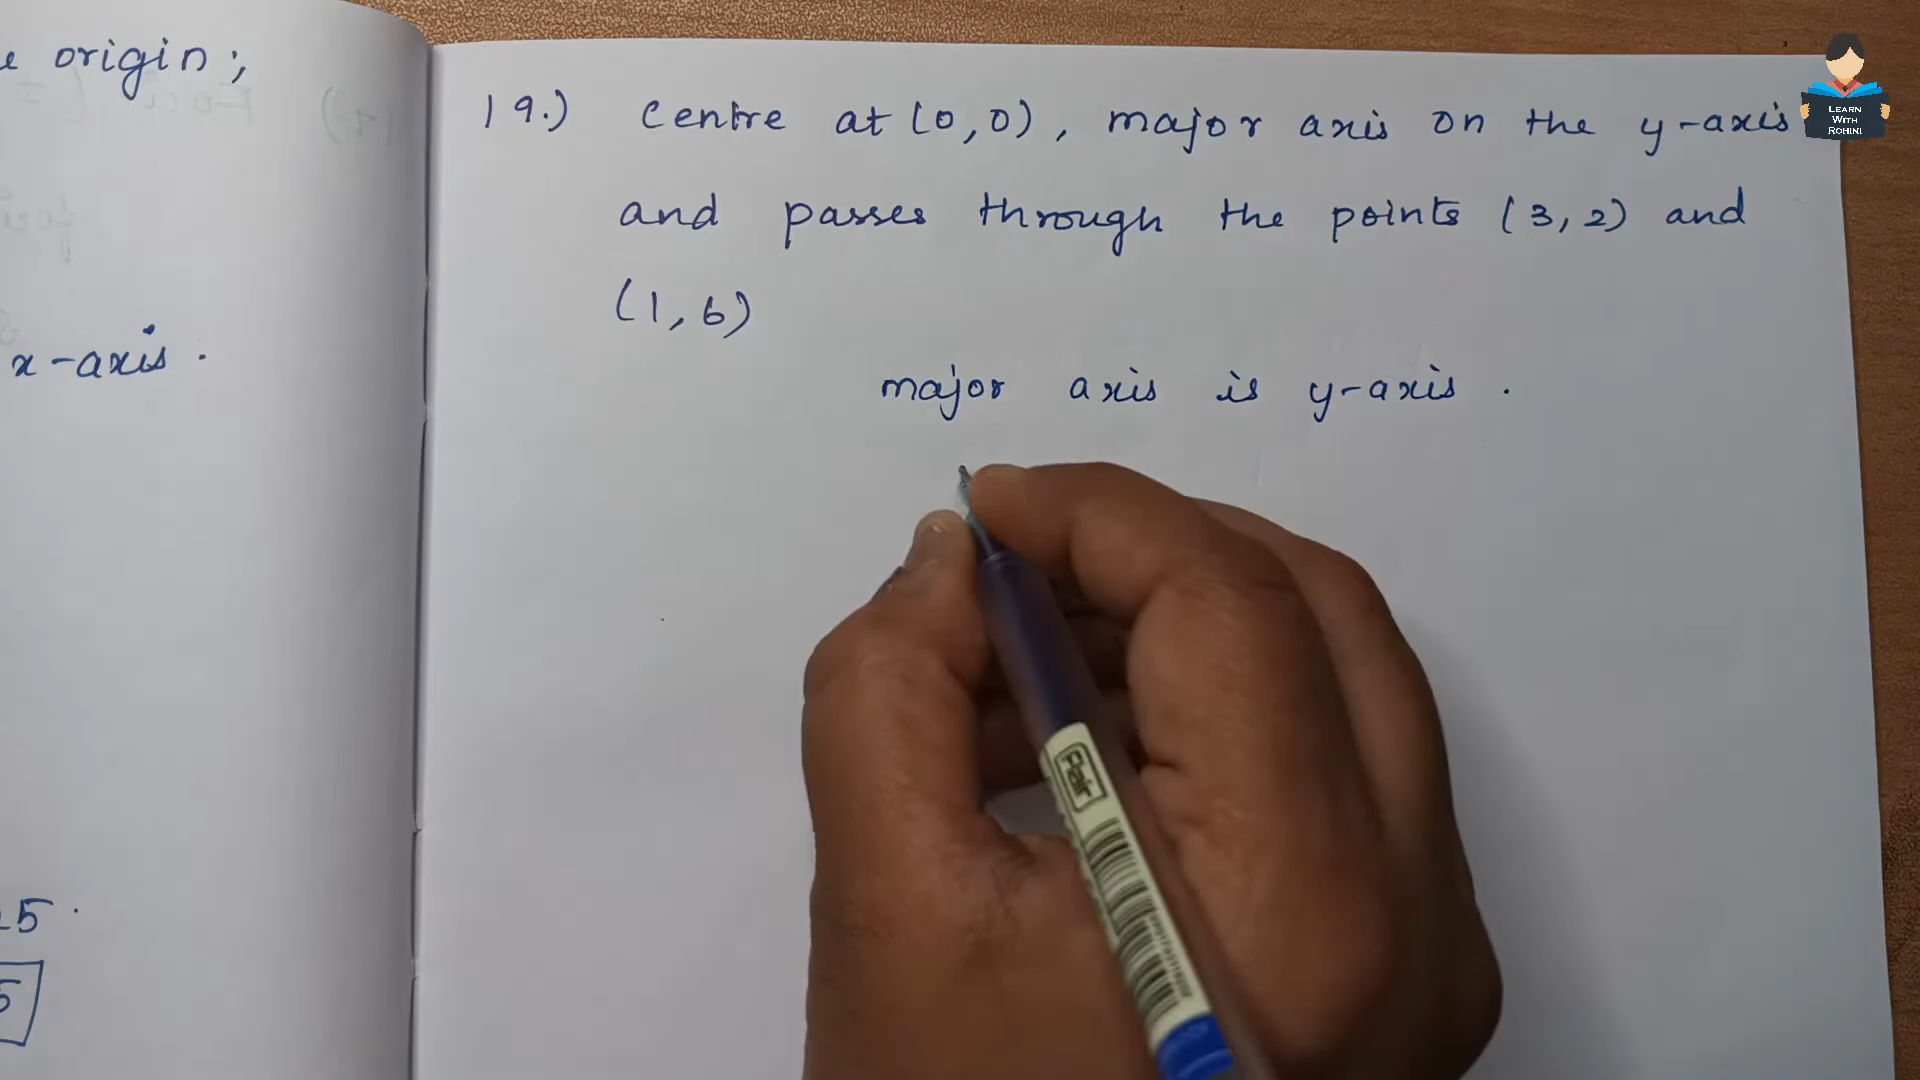 origin;
x-axis.
5
19.) Centre at (0,0), major axis on the y-axis
and passes through the points (3,2) and
(1,6)
major axis is y-axis.
Flair
LEARN
WITH
ROHINI